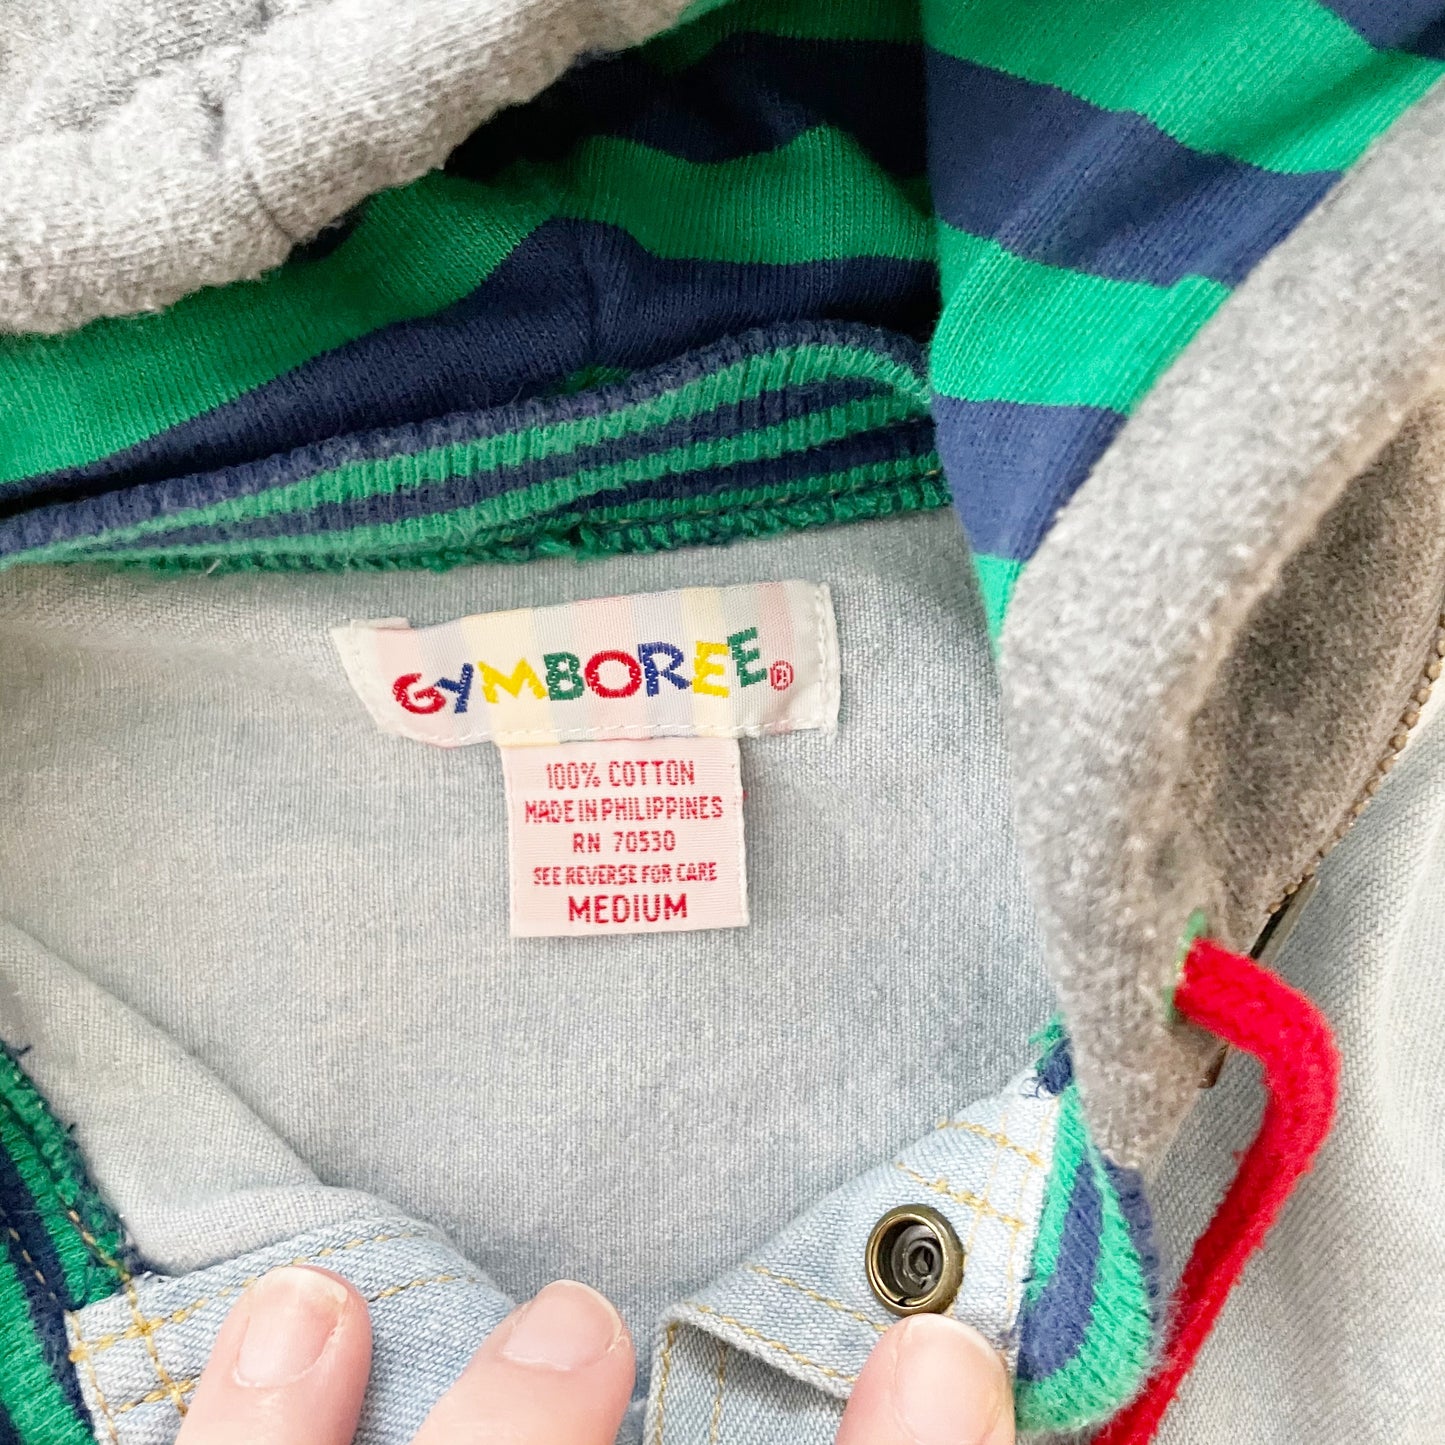 GYMBOREE®
100% COTTON
MADE IN PHILIPPINES
RN 70530
SEE REVERSE FOR CARE
MEDIUM